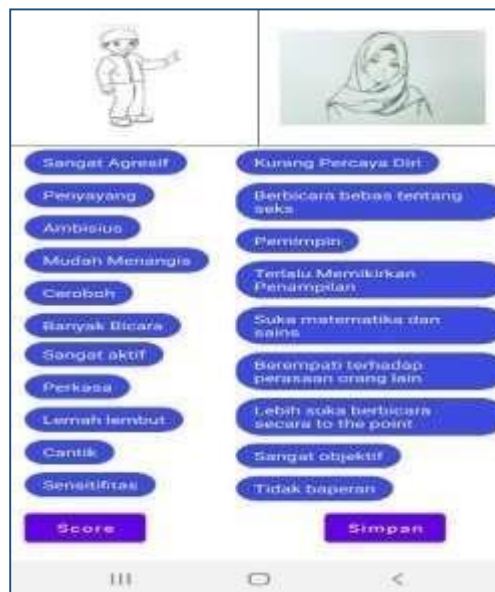 Sangat Agresif
Penyayang
Ambisius
Mudah Menangis
Ceroboh
Banyak Bicara
Sangat aktif
Perkasa
Lemah lembut
Cantik
Sensitifitas
Kurang Percaya Diri
Berbicara bebas tentang
seks
Pemimpin
Terlalu Memikirkan
Penampilan
Suka matematika dan
sains
Berempati terhadap
perasaan orang lain
Lebih suka berbicara
secara to the point
Sangat objektif
Tidak baperan
Score
Simpan